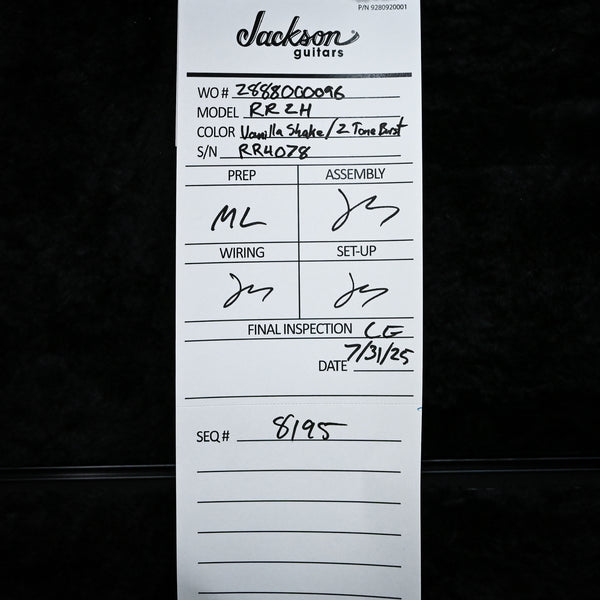 P/N 9280920001
Jackson
guitars
WO# 2888000096
MODEL RR2H
COLOR Vanilla Shake/2 Tone Burst
S/N RR4078
PREP ASSEMBLY
ML
WIRING SET-UP
FINAL INSPECTION CE
7/31/25
DATE
SEQ# 8195